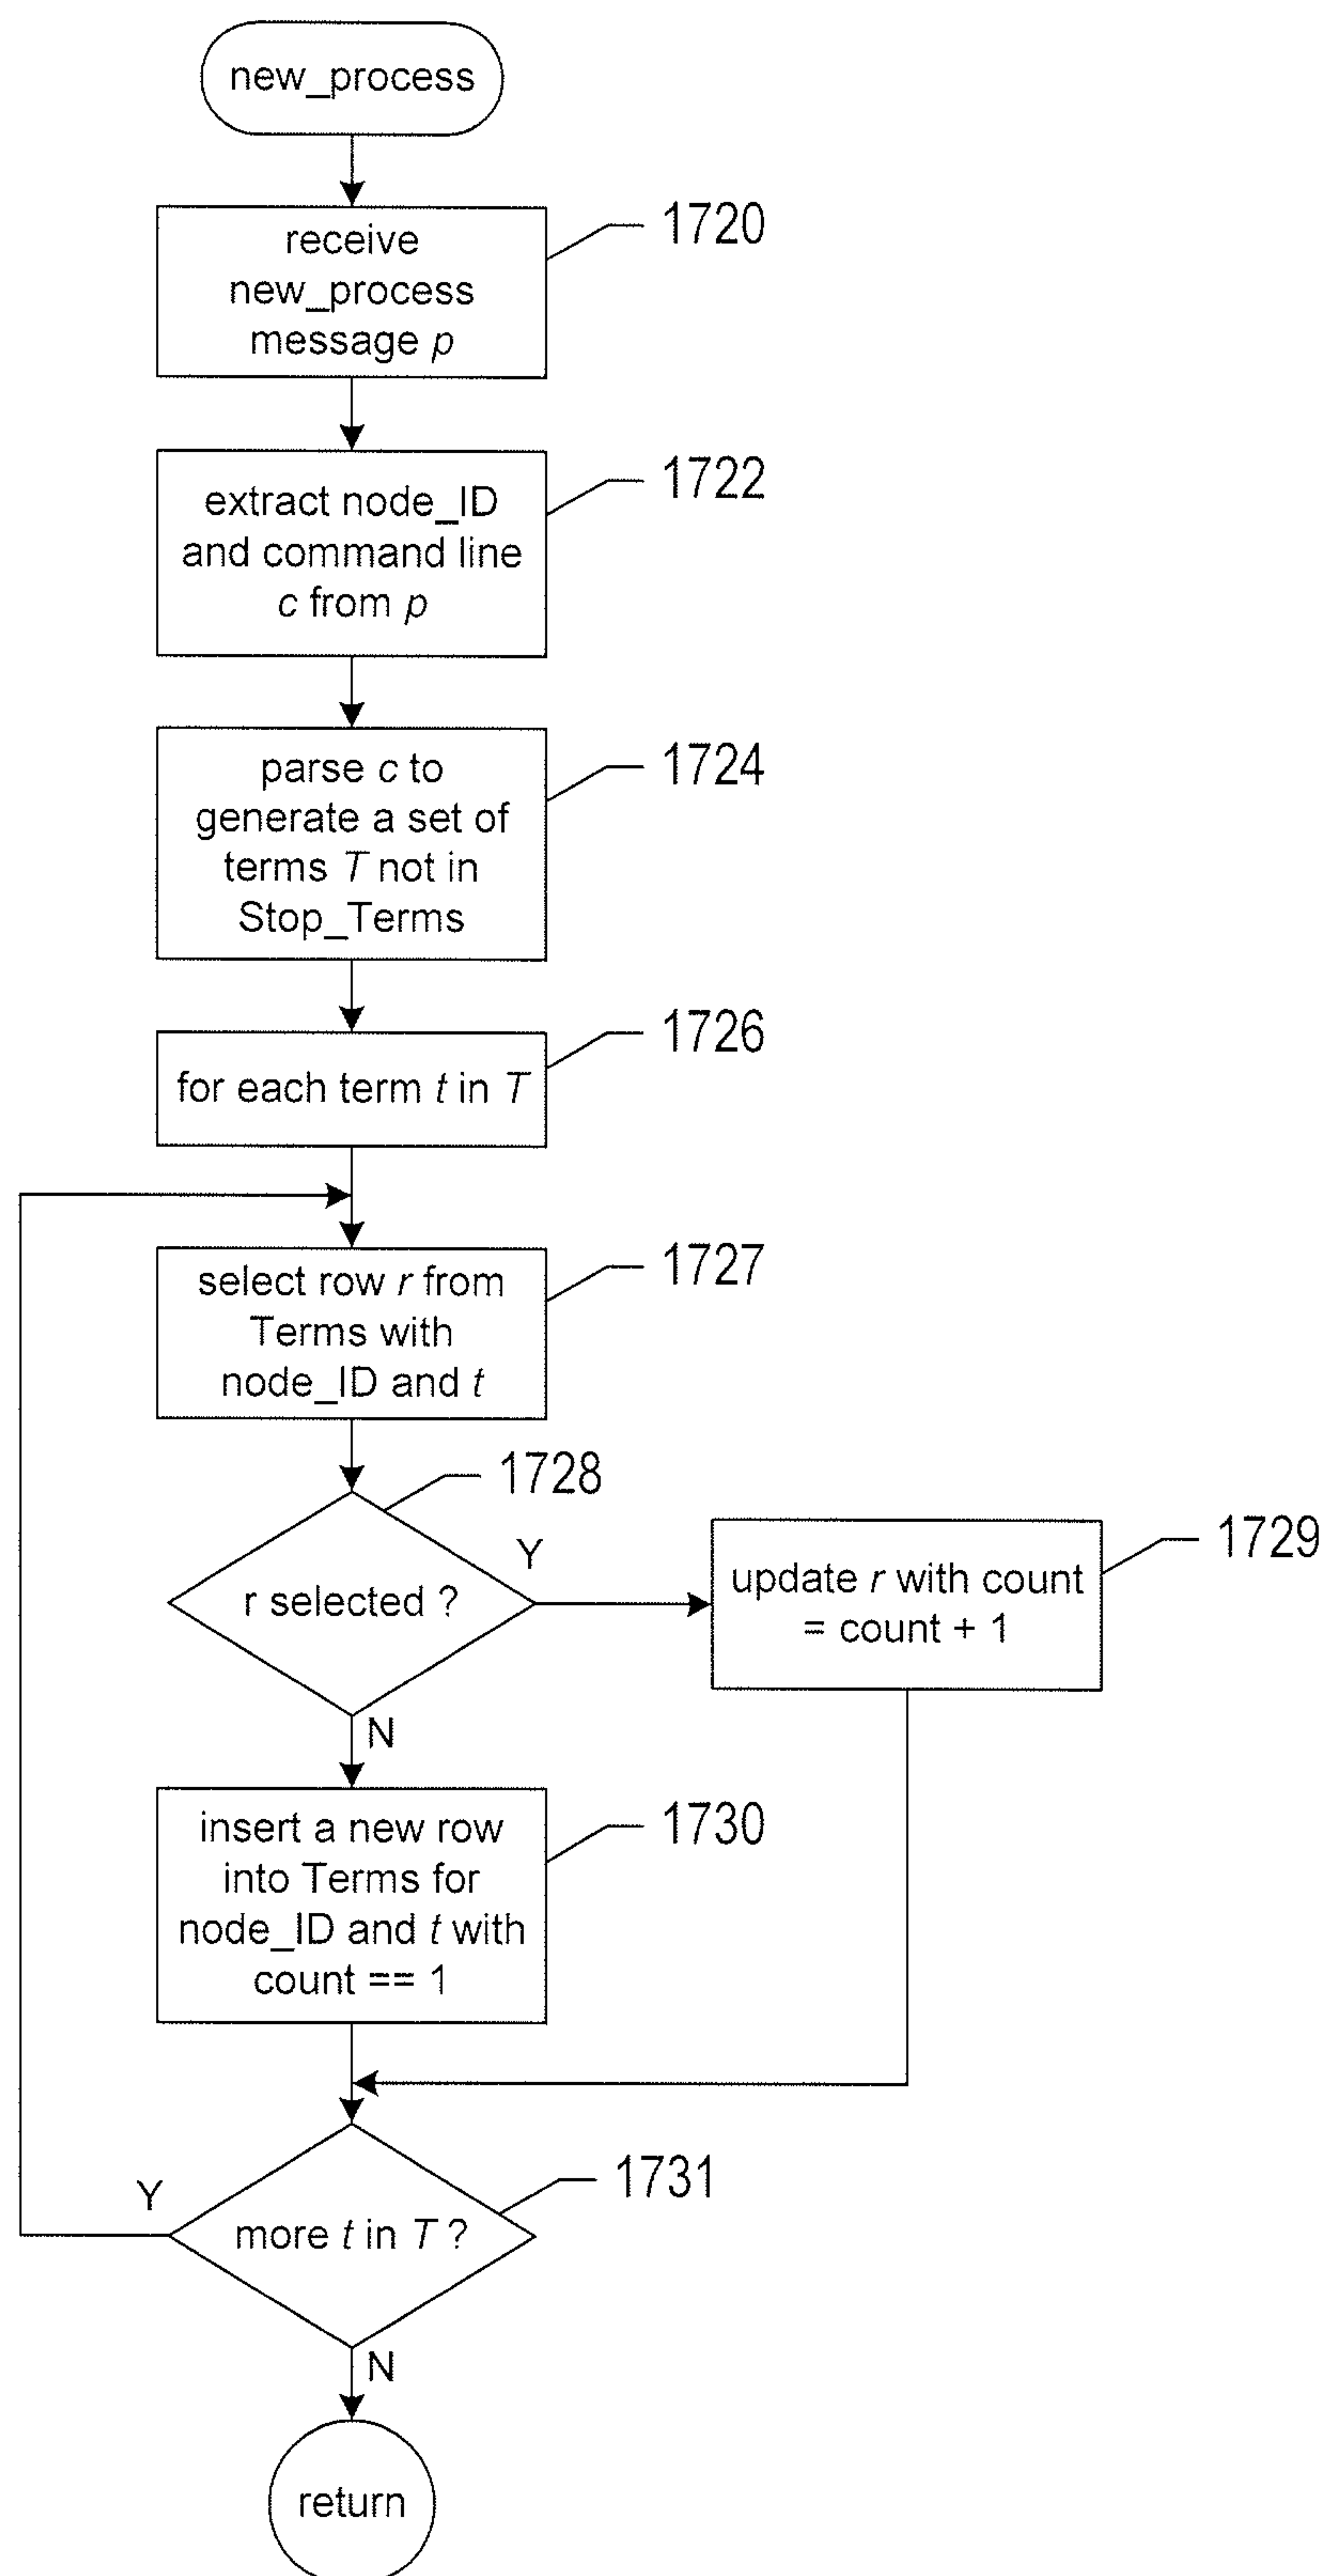 new_process
receive
new_process
message p
1720
extract node_ID
and command line
c from p
1722
parse c to
generate a set of
terms T not in
Stop_Terms
1724
for each term t in T
1726
select row r from
Terms with
node_ID and t
1727
r selected ?
1728
Y
N
update r with count
= count + 1
1729
insert a new row
into Terms for
node_ID and t with
count == 1
1730
more t in T ?
1731
Y
N
return